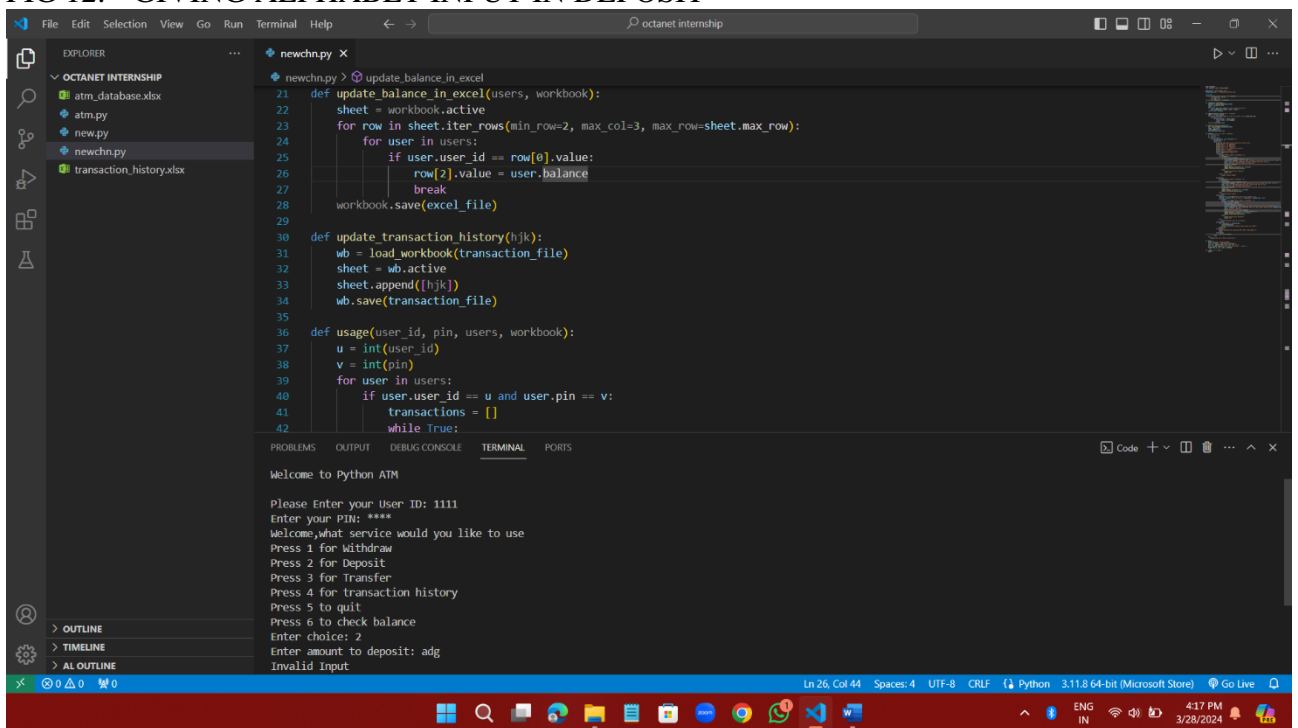 FIG 12: - GIVING ALPHABET INPUT IN DEPOSIT
File Edit Selection View Go Run Terminal Help
octanet internship
EXPLORER
newchn.py
OCTANET INTERNSHIP
newchn.py > update_balance_in_excel
atm_database.xlsx
atm.py
new.py
newchn.py
transaction_history.xlsx
21 def update_balance_in_excel(users, workbook):
22 sheet = workbook.active
23 for row in sheet.iter_rows(min_row=2, max_col=3, max_row=sheet.max_row):
24 for user in users:
25 if user.user_id == row[0].value:
26 row[2].value = user.balance
27 break
28 workbook.save(excel_file)
29
30 def update_transaction_history(hjk):
31 wb = load_workbook(transaction_file)
32 sheet = wb.active
33 sheet.append([hjk])
34 wb.save(transaction_file)
35
36 def usage(user_id, pin, users, workbook):
37 u = int(user_id)
38 v = int(pin)
39 for user in users:
40 if user.user_id == u and user.pin == v:
41 transactions = []
42 while True:
PROBLEMS OUTPUT DEBUG CONSOLE TERMINAL PORTS
Code
Welcome to Python ATM
Please Enter your User ID: 1111
Enter your PIN: ****
Welcome,what service would you like to use
Press 1 for Withdraw
Press 2 for Deposit
Press 3 for Transfer
Press 4 for transaction history
Press 5 to quit
Press 6 to check balance
Enter choice: 2
Enter amount to deposit: adg
Invalid Input
OUTLINE
TIMELINE
AL OUTLINE
0 0 0 Ln 26, Col 44 Spaces: 4 UTF-8 CRLF Python 3.11.8 64-bit (Microsoft Store) Go Live
ENG
IN
4:17 PM
3/28/2024